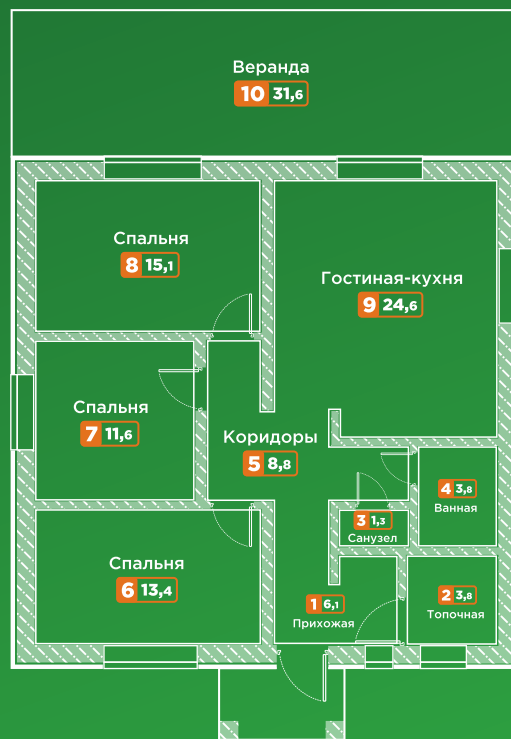 Веранда
10 31,6
Спальня
8 15,1
Гостиная-кухня
9 24,6
Спальня
7 11,6
Коридоры
5 8,8
4 3,8
Ванная
3 1,3
Санузел
Спальня
6 13,4
1 6,1
Прихожая
2 3,8
Топочная